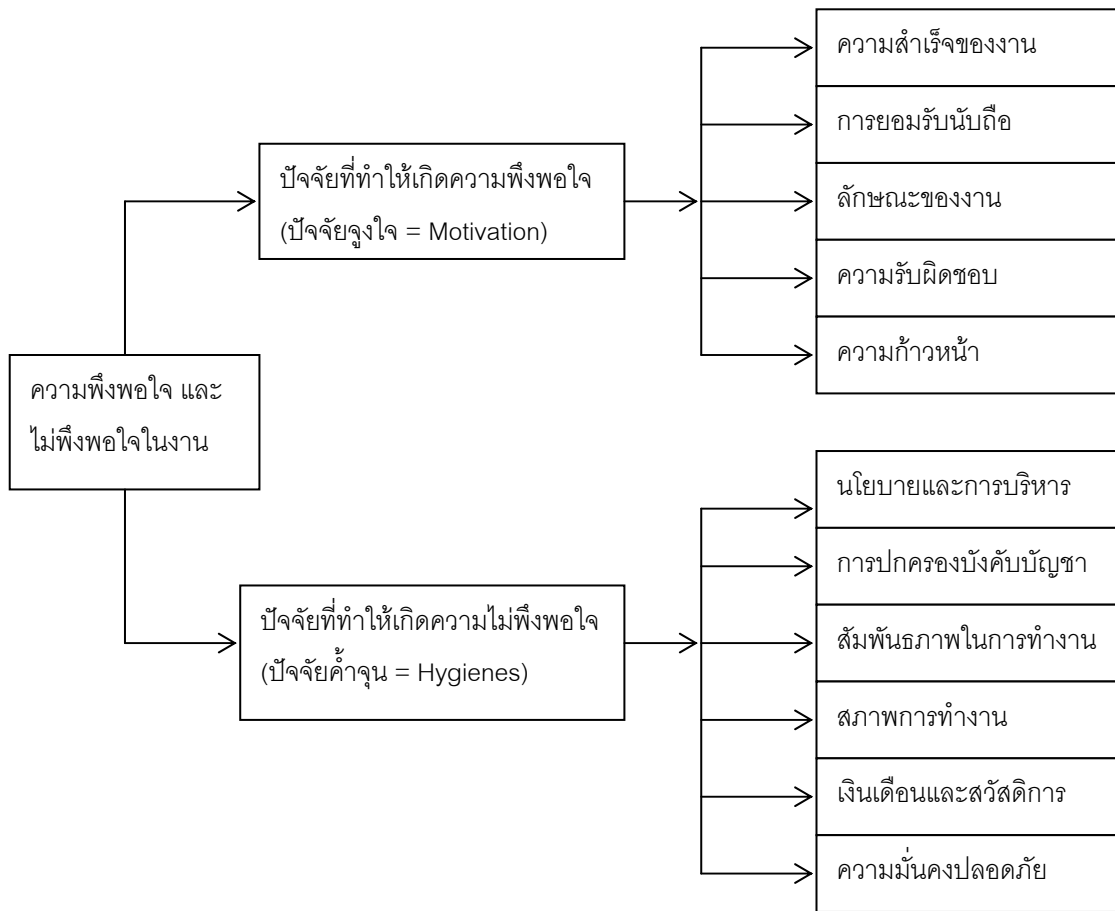 ความพึงพอใจ และ
ไม่พึงพอใจในงาน
ปัจจัยที่ทำให้เกิดความพึงพอใจ
(ปัจจัยจูงใจ = Motivation)
ความสำเร็จของงาน
การยอมรับนับถือ
ลักษณะของงาน
ความรับผิดชอบ
ความก้าวหน้า
ปัจจัยที่ทำให้เกิดความไม่พึงพอใจ
(ปัจจัยค้ำจุน = Hygienes)
นโยบายและการบริหาร
การปกครองบังคับบัญชา
สัมพันธภาพในการทำงาน
สภาพการทำงาน
เงินเดือนและสวัสดิการ
ความมั่นคงปลอดภัย